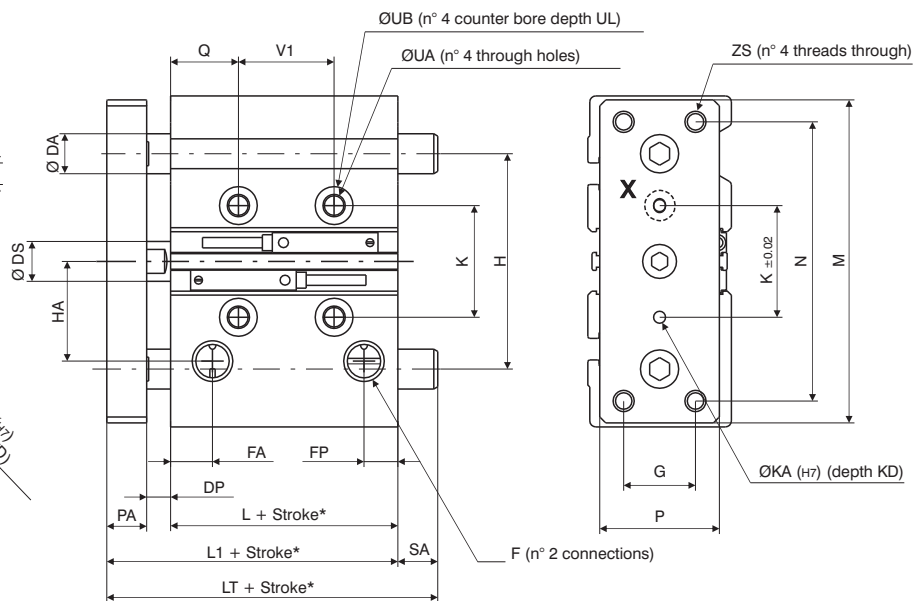 ØUB (n° 4 counter bore depth UL)
Q
V1
ØUA (n° 4 through holes)
ZS (n° 4 threads through)
Ø DA
X
Ø DS
HA
K
H
K ±0.02
N
M
FA
FP
DP
G
ØKA (H7) (depth KD)
PA
L + Stroke*
P
L1 + Stroke*
SA
F (n° 2 connections)
LT + Stroke*